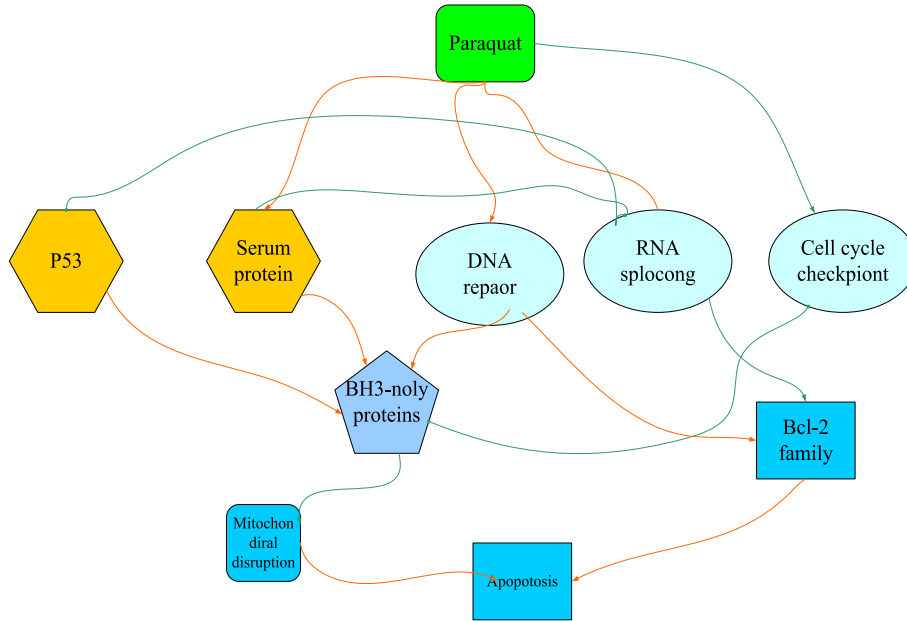 Paraquat
P53
Serum
protein
DNA
repaor
RNA
splocong
Cell cycle
checkpiont
BH3-noly
proteins
Bcl-2
family
Mitochon
diral
disruption
Apopotosis